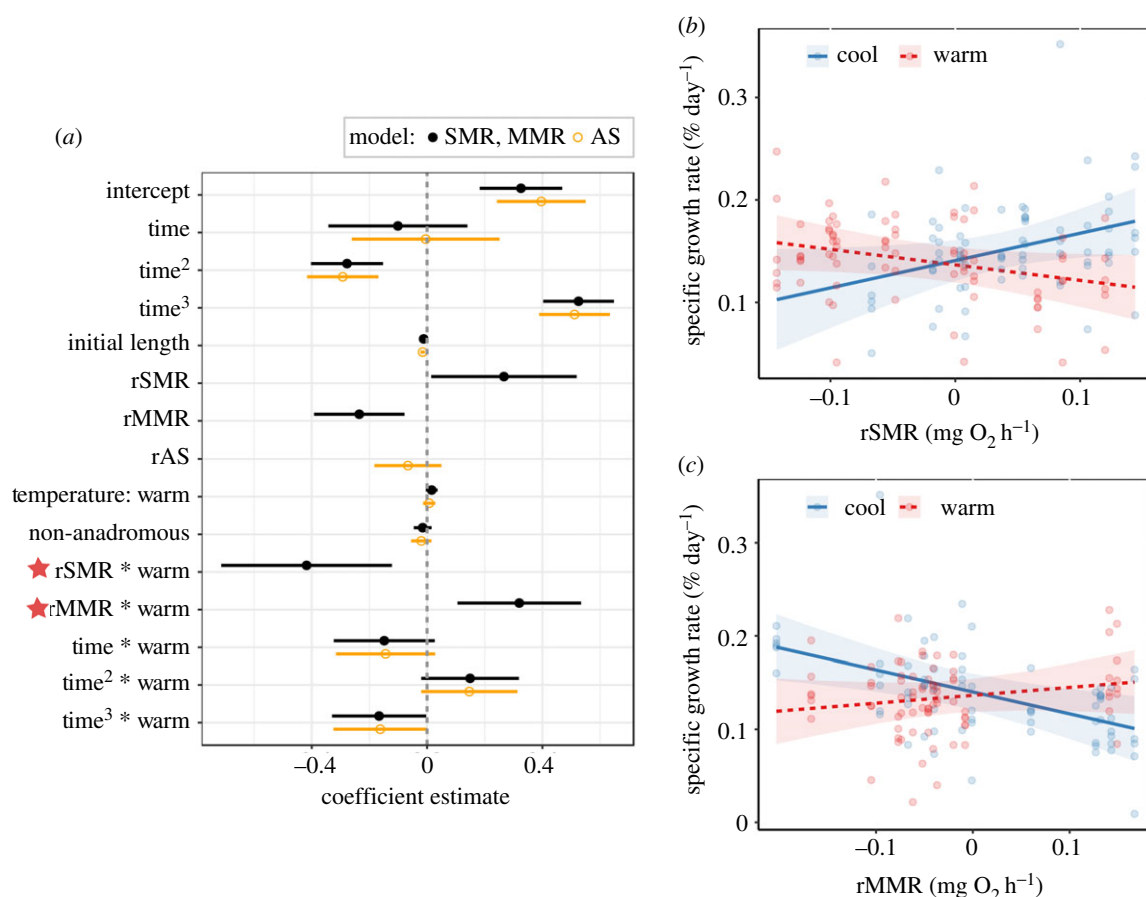 (a)
model: SMR, MMR AS
intercept
time
time²
time³
initial length
rSMR
rMMR
rAS
temperature: warm
non-anadromous
rSMR * warm
rMMR * warm
time * warm
time² * warm
time³ * warm
–0.4 0 0.4
coefficient estimate
(b)
cool warm
specific growth rate (% day⁻¹)
0.3
0.2
0.1
–0.1 0 0.1
rSMR (mg O₂ h⁻¹)
(c)
cool warm
specific growth rate (% day⁻¹)
0.3
0.2
0.1
0
–0.1 0 0.1
rMMR (mg O₂ h⁻¹)